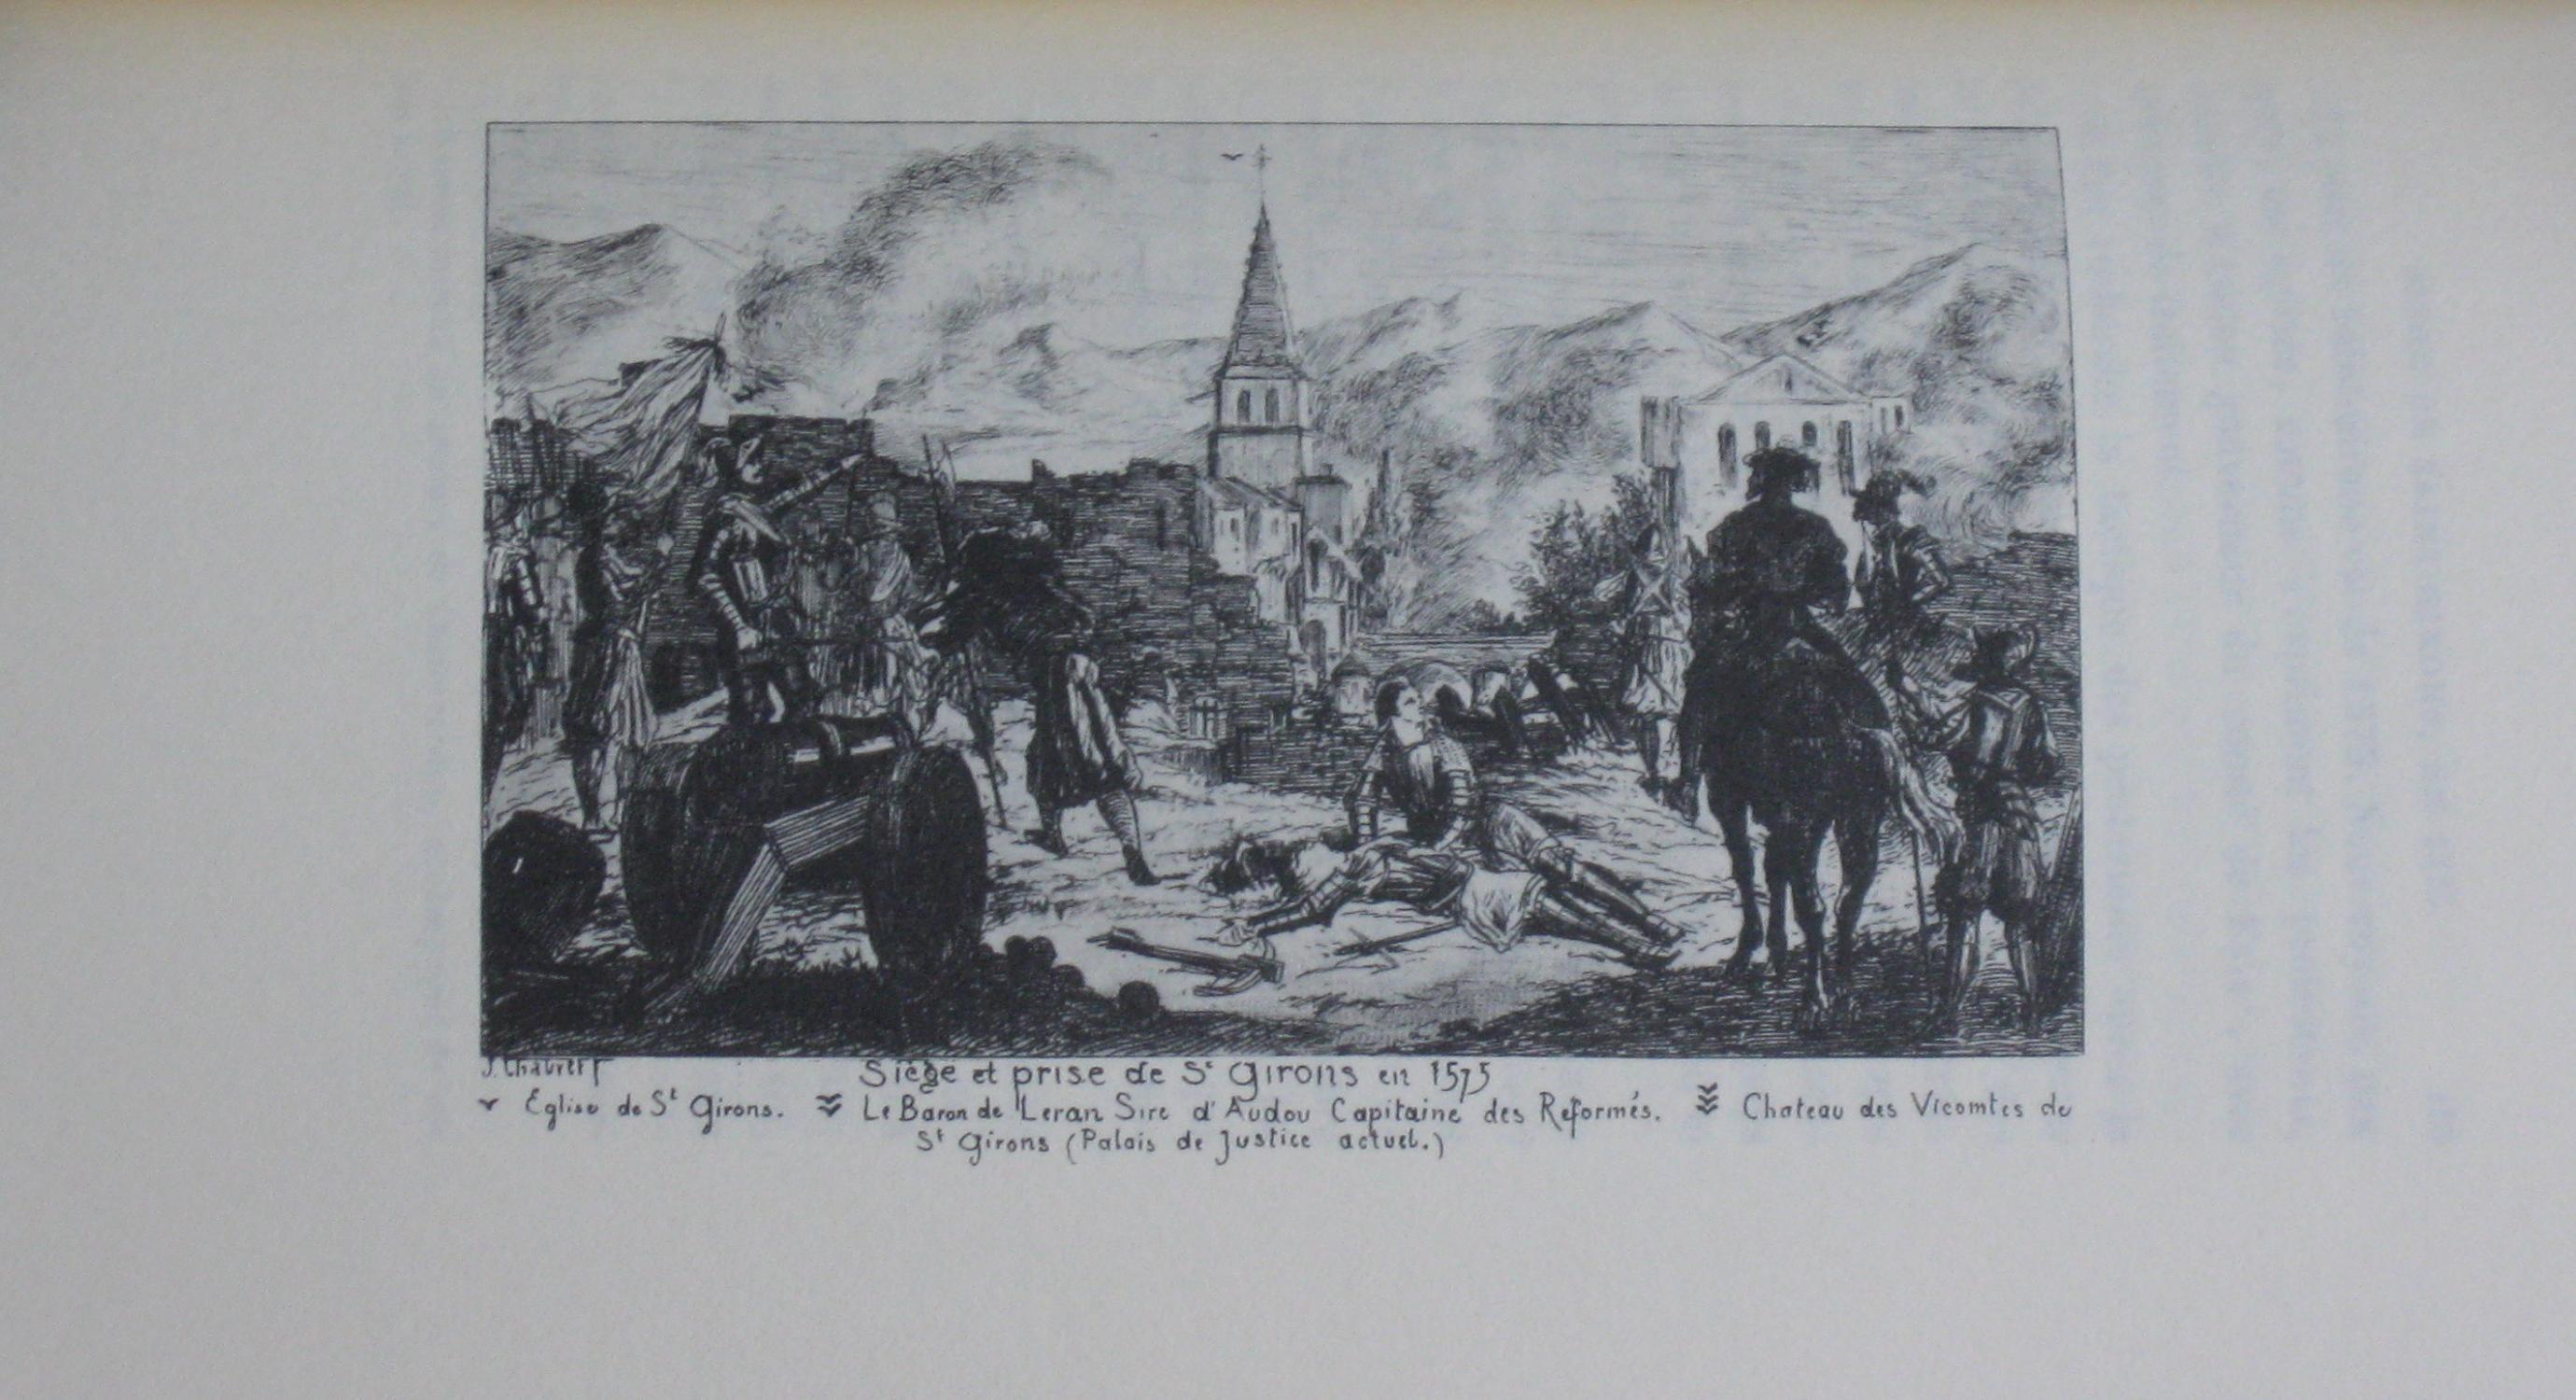 Siège et prise de St Girons en 1575
Eglise de St Girons. Le Baron de Leran Sire d'Audou Capitaine des Reformés. Chateau des Vicomtes de
St Girons (Palais de Justice actuel.)